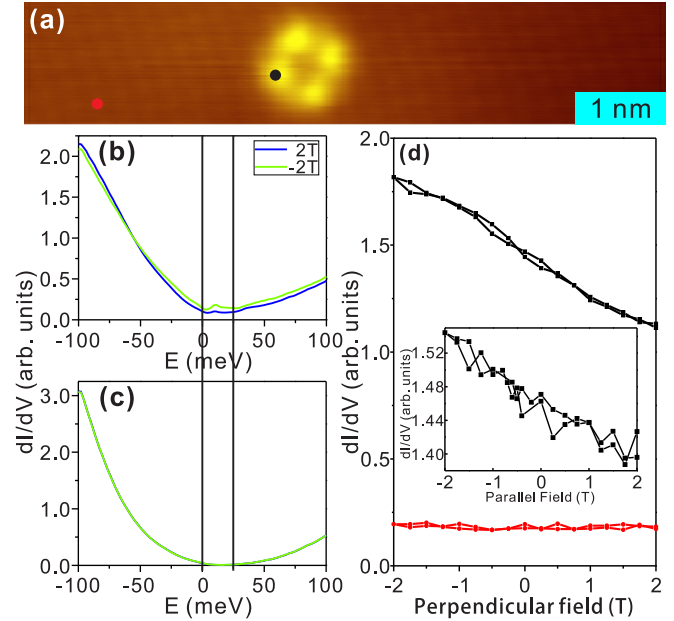 (a)
1 nm
(b)
2T
-2T
2.0
1.5
1.0
0.5
0.0
-100 -50 0 50 100
E (meV)
(c)
3.0
2.0
1.0
0.0
-100 -50 0 50 100
E (meV)
dI/dV (arb. units)
(d)
2.0
1.5
1.0
0.5
0.0
dI/dV (arb. units)
1.52
1.48
1.44
1.40
dI/dV (arb. units)
-2 -1 0 1 2
Parallel Field (T)
-2 -1 0 1 2
Perpendicular field (T)